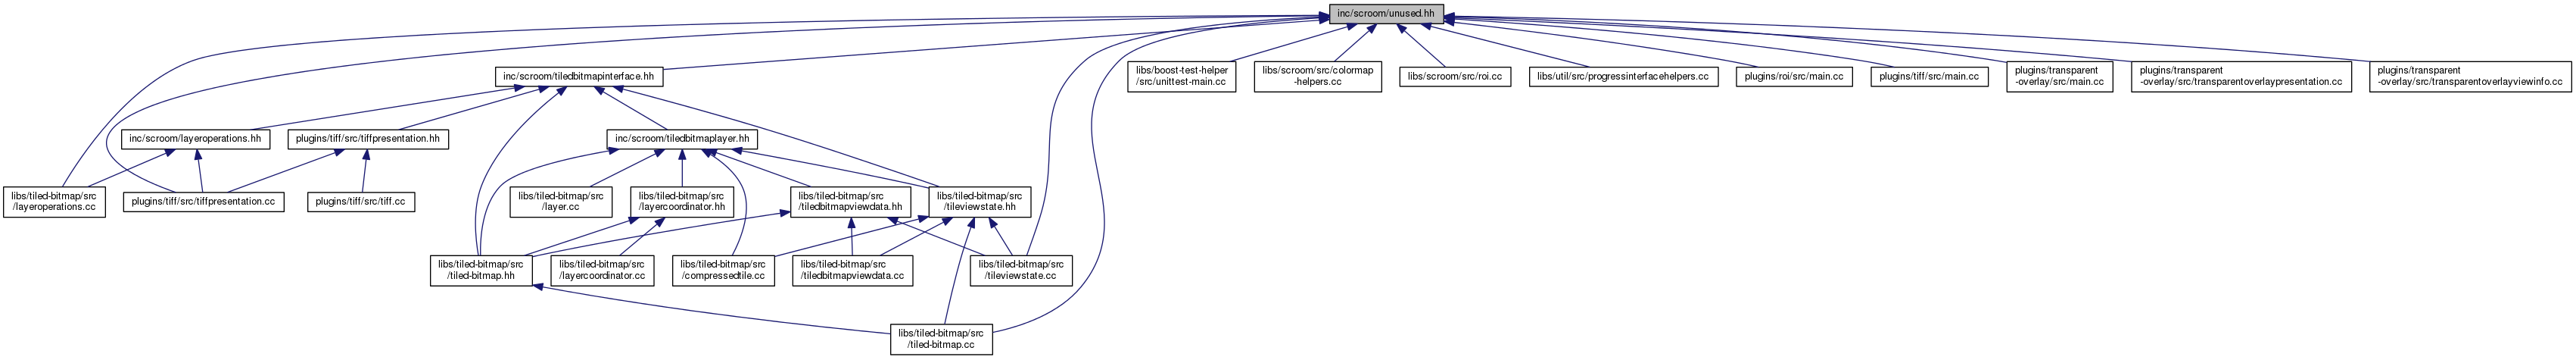 inc/scroom/unused.hh
inc/scroom/tiledbitmapinterface.hh
libs/boost-test-helper
/src/unittest-main.cc
libs/scroom/src/colormap
-helpers.cc
libs/scroom/src/roi.cc
libs/util/src/progressinterfacehelpers.cc
plugins/roi/src/main.cc
plugins/tiff/src/main.cc
plugins/transparent
-overlay/src/main.cc
plugins/transparent
-overlay/src/transparentoverlaypresentation.cc
plugins/transparent
-overlay/src/transparentoverlayviewinfo.cc
inc/scroom/layeroperations.hh
plugins/tiff/src/tiffpresentation.hh
inc/scroom/tiledbitmaplayer.hh
libs/tiled-bitmap/src
/layeroperations.cc
plugins/tiff/src/tiffpresentation.cc
plugins/tiff/src/tiff.cc
libs/tiled-bitmap/src
/layer.cc
libs/tiled-bitmap/src
/layercoordinator.hh
libs/tiled-bitmap/src
/tiledbitmapviewdata.hh
libs/tiled-bitmap/src
/tileviewstate.hh
libs/tiled-bitmap/src
/tiled-bitmap.hh
libs/tiled-bitmap/src
/layercoordinator.cc
libs/tiled-bitmap/src
/compressedtile.cc
libs/tiled-bitmap/src
/tiledbitmapviewdata.cc
libs/tiled-bitmap/src
/tileviewstate.cc
libs/tiled-bitmap/src
/tiled-bitmap.cc